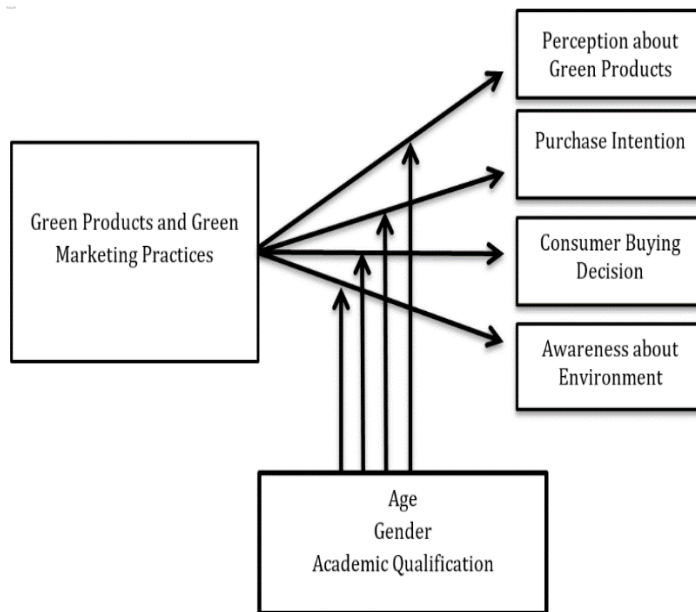 Perception about
Green Products
Purchase Intention
Green Products and Green
Marketing Practices
Consumer Buying
Decision
Awareness about
Environment
Age
Gender
Academic Qualification